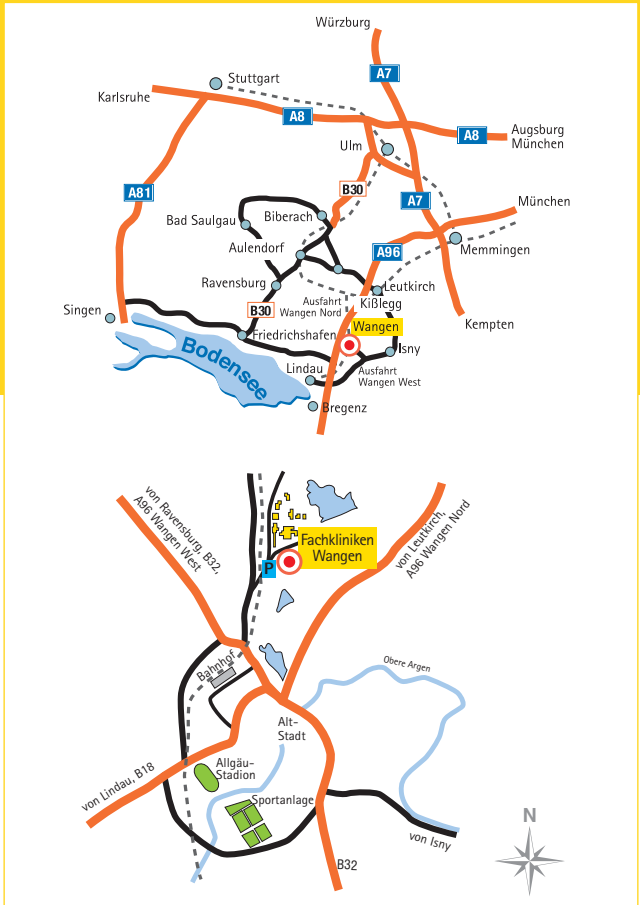 Würzburg
A7
Stuttgart
Karlsruhe
A8
A8
Augsburg
München
Ulm
B30
A81
A7
München
Bad Saulgau
Biberach
Aulendorf
A96
Memmingen
Ravensburg
Leutkirch
Ausfahrt
Wangen Nord
Kißlegg
Singen
B30
Kempten
Wangen
Friedrichshafen
Bodensee
Isny
Lindau
Ausfahrt
Wangen West
Bregenz
von Ravensburg, B32,
A96 Wangen West
von Leutkirch,
A96 Wangen Nord
Fachkliniken
Wangen
P
Bahnhof
Obere Argen
Alt-
Stadt
Allgäu-
Stadion
von Lindau, B18
Sportanlage
N
von Isny
B32